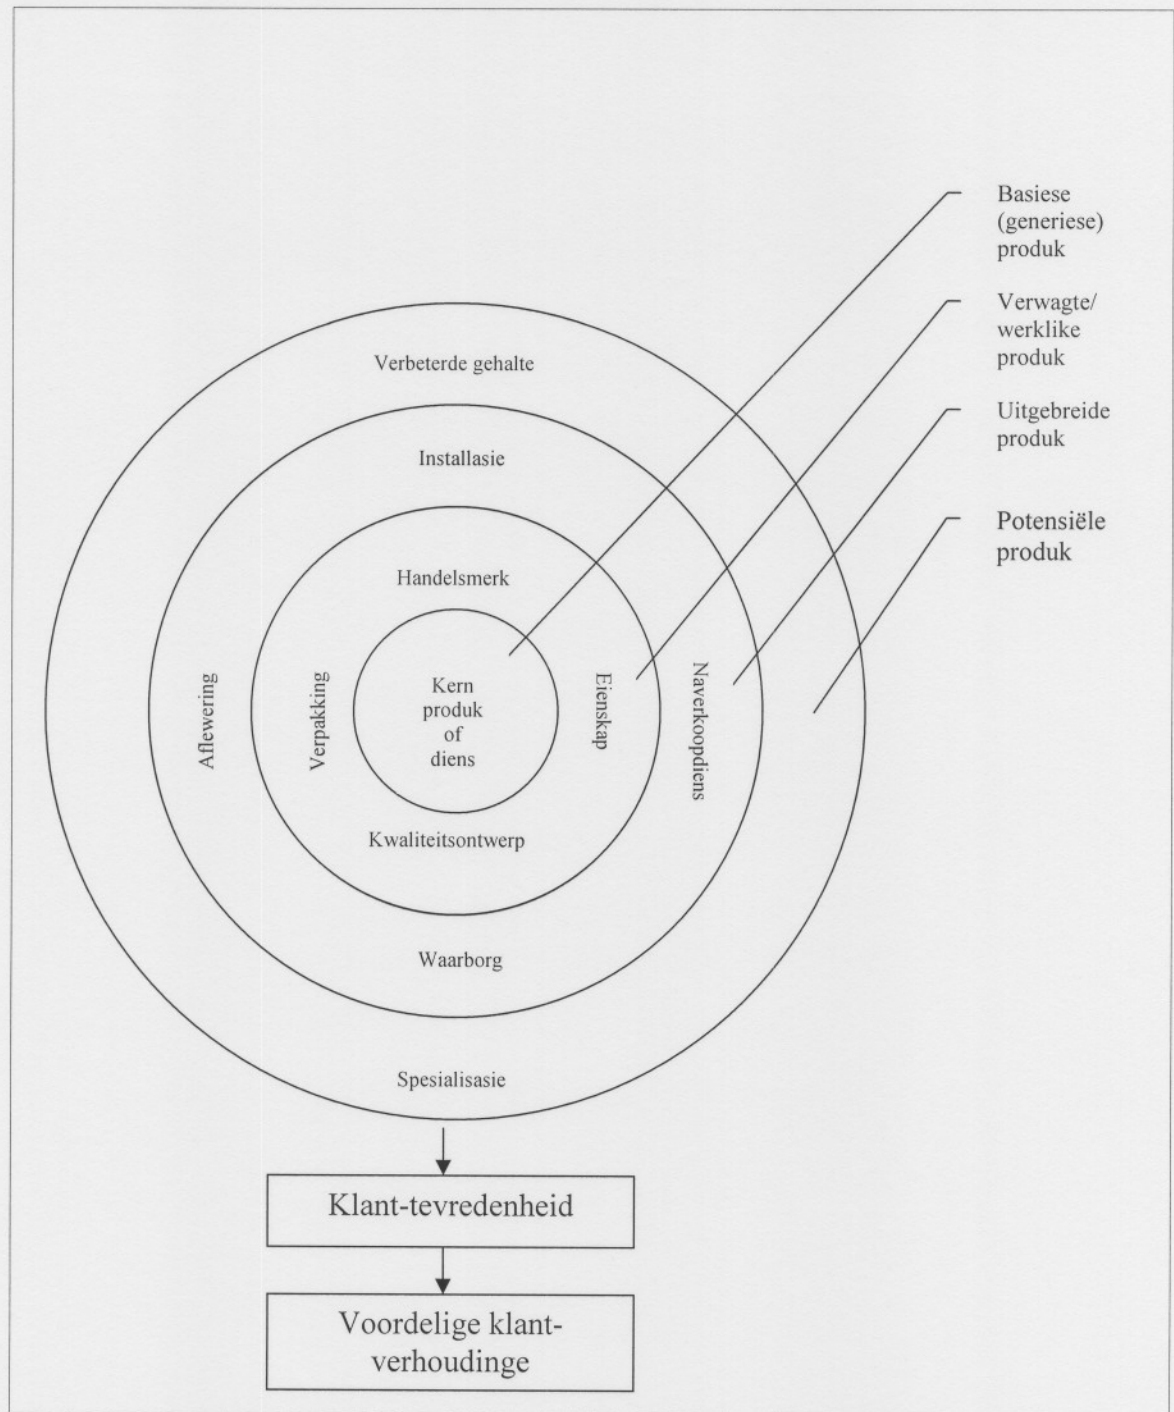 Basiese
(generiese)
produk
Verwagte/
werklike
produk
Uitgebreide
produk
Potensiële
produk
Verbeterde gehalte
Installasie
Handelsmerk
Aflewering
Verpakking
Kern
produk
of
diens
Eienskap
Naverkoopdiens
Kwaliteitsontwerp
Waarborg
Spesialisasie
Klant-tevredenheid
Voordelige klant-
verhoudinge